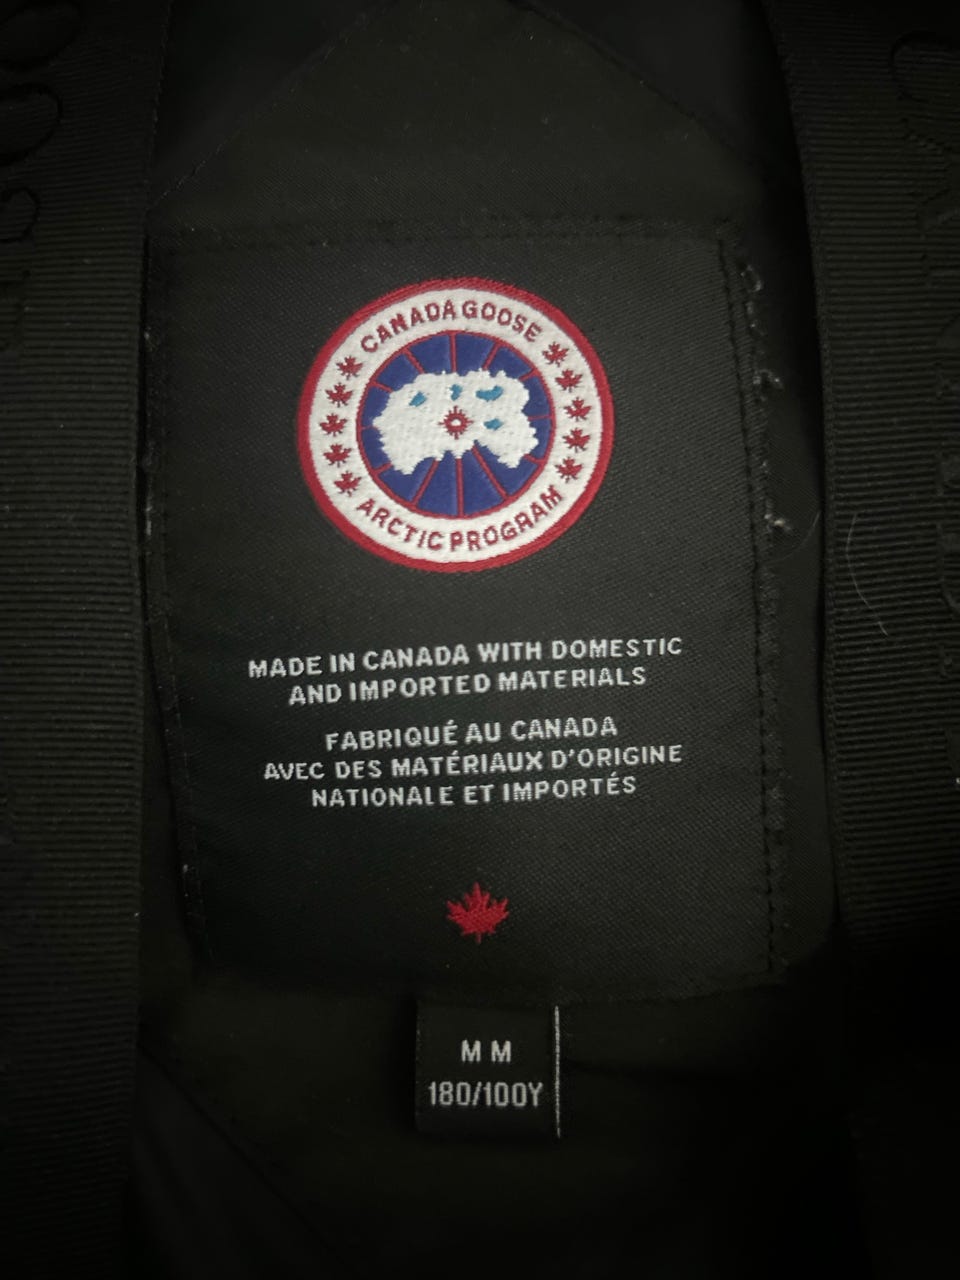 CANADA GOOSE
ARCTIC PROGRAM
MADE IN CANADA WITH DOMESTIC
AND IMPORTED MATERIALS
FABRIQUÉ AU CANADA
AVEC DES MATÉRIAUX D'ORIGINE
NATIONALE ET IMPORTÉS
M M
180/100Y